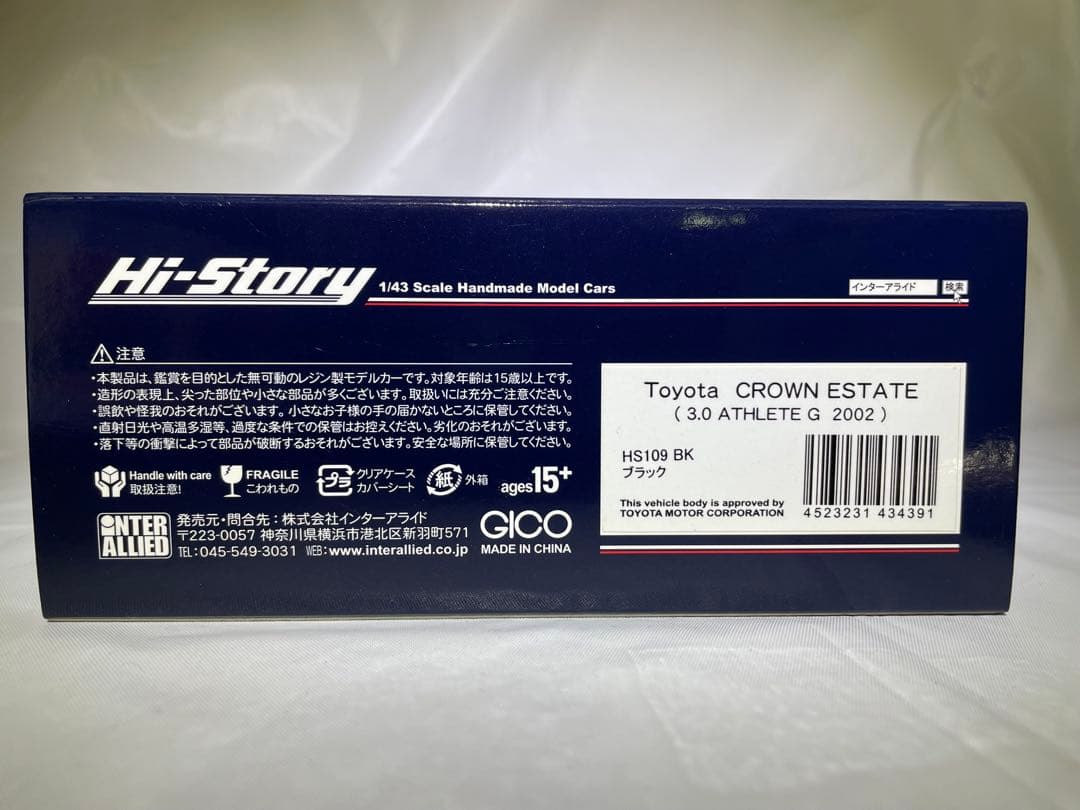 Hi-Story
1/43 Scale Handmade Model Cars
インターアライド 検索
注意
・本製品は、鑑賞を目的とした無可動のレジン製モデルカーです。対象年齢は15歳以上です。
・造形の表現上、尖った部位や小さな部品が多くございます。取扱いには充分ご注意ください。
・誤飲や怪我のおそれがございます。小さなお子様の手の届かないところに保管してください。
・直射日光や高温多湿等、過度な条件での保管はお控えください。劣化のおそれがございます。
・落下等の衝撃によって部品が破断するおそれがございます。安全な場所に保管してください。
Handle with care
取扱注意!
FRAGILE
こわれもの
プラ
クリアケース
カバーシート
紙
外箱
ages15+
INTER
ALLIED
発売元・問合先：株式会社インターアライド
〒223-0057 神奈川県横浜市港北区新羽町571
TEL：045-549-3031 WEB：www.interallied.co.jp
GICO
MADE IN CHINA
Toyota CROWN ESTATE
( 3.0 ATHLETE G 2002 )
HS109 BK
ブラック
This vehicle body is approved by
TOYOTA MOTOR CORPORATION
4523231 434391